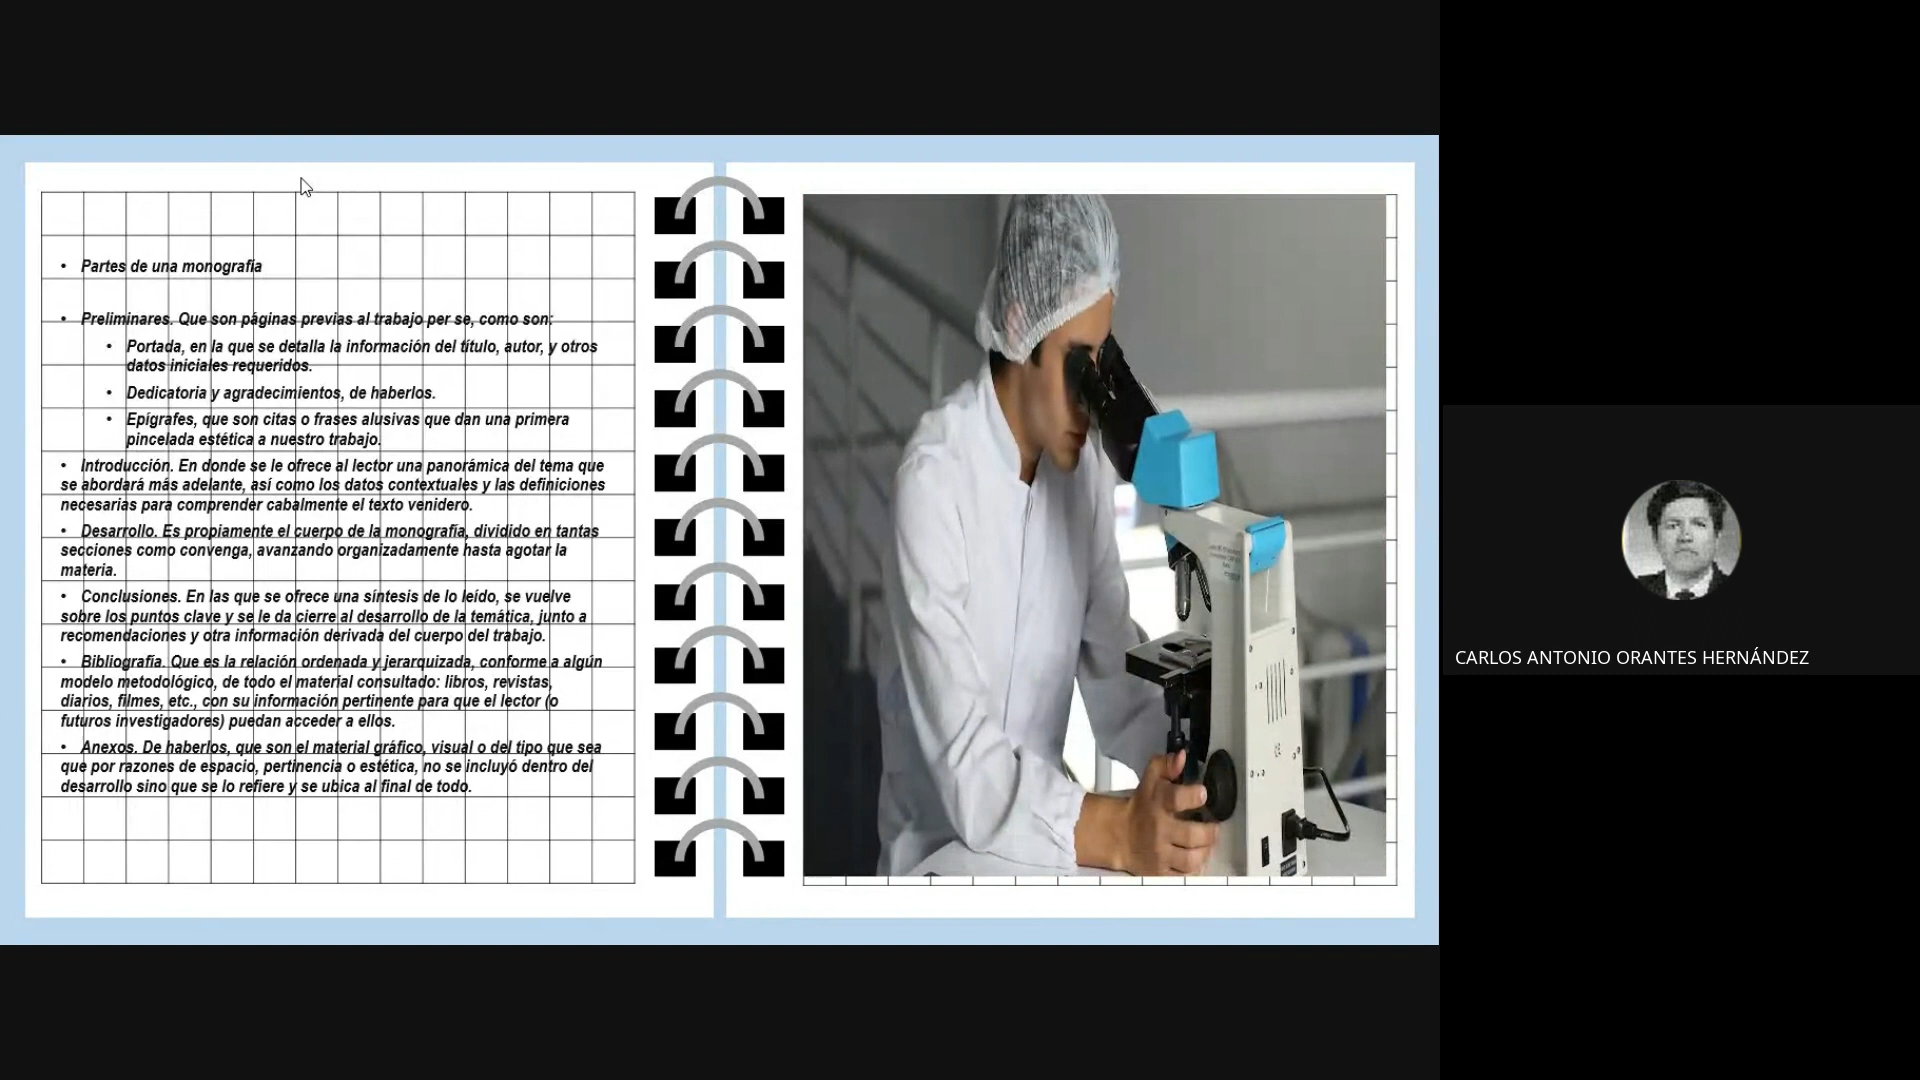 • Partes de una monografía
• Preliminares. Que son páginas previas al trabajo per se, como son:
• Portada, en la que se detalla la información del título, autor, y otros
datos iniciales requeridos.
• Dedicatoria y agradecimientos, de haberlos.
• Epígrafes, que son citas o frases alusivas que dan una primera
pincelada estética a nuestro trabajo.
• Introducción. En donde se le ofrece al lector una panorámica del tema que
se abordará más adelante, así como los datos contextuales y las definiciones
necesarias para comprender cabalmente el texto venidero.
• Desarrollo. Es propiamente el cuerpo de la monografía, dividido en tantas
secciones como convenga, avanzando organizadamente hasta agotar la
materia.
• Conclusiones. En las que se ofrece una síntesis de lo leído, se vuelve
sobre los puntos clave y se le da cierre al desarrollo de la temática, junto a
recomendaciones y otra información derivada del cuerpo del trabajo.
• Bibliografía. Que es la relación ordenada y jerarquizada, conforme a algún
modelo metodológico, de todo el material consultado: libros, revistas,
diarios, filmes, etc., con su información pertinente para que el lector (o
futuros investigadores) puedan acceder a ellos.
• Anexos. De haberlos, que son el material gráfico, visual o del tipo que sea
que por razones de espacio, pertinencia o estética, no se incluyó dentro del
desarrollo sino que se lo refiere y se ubica al final de todo.
CARLOS ANTONIO ORANTES HERNÁNDEZ